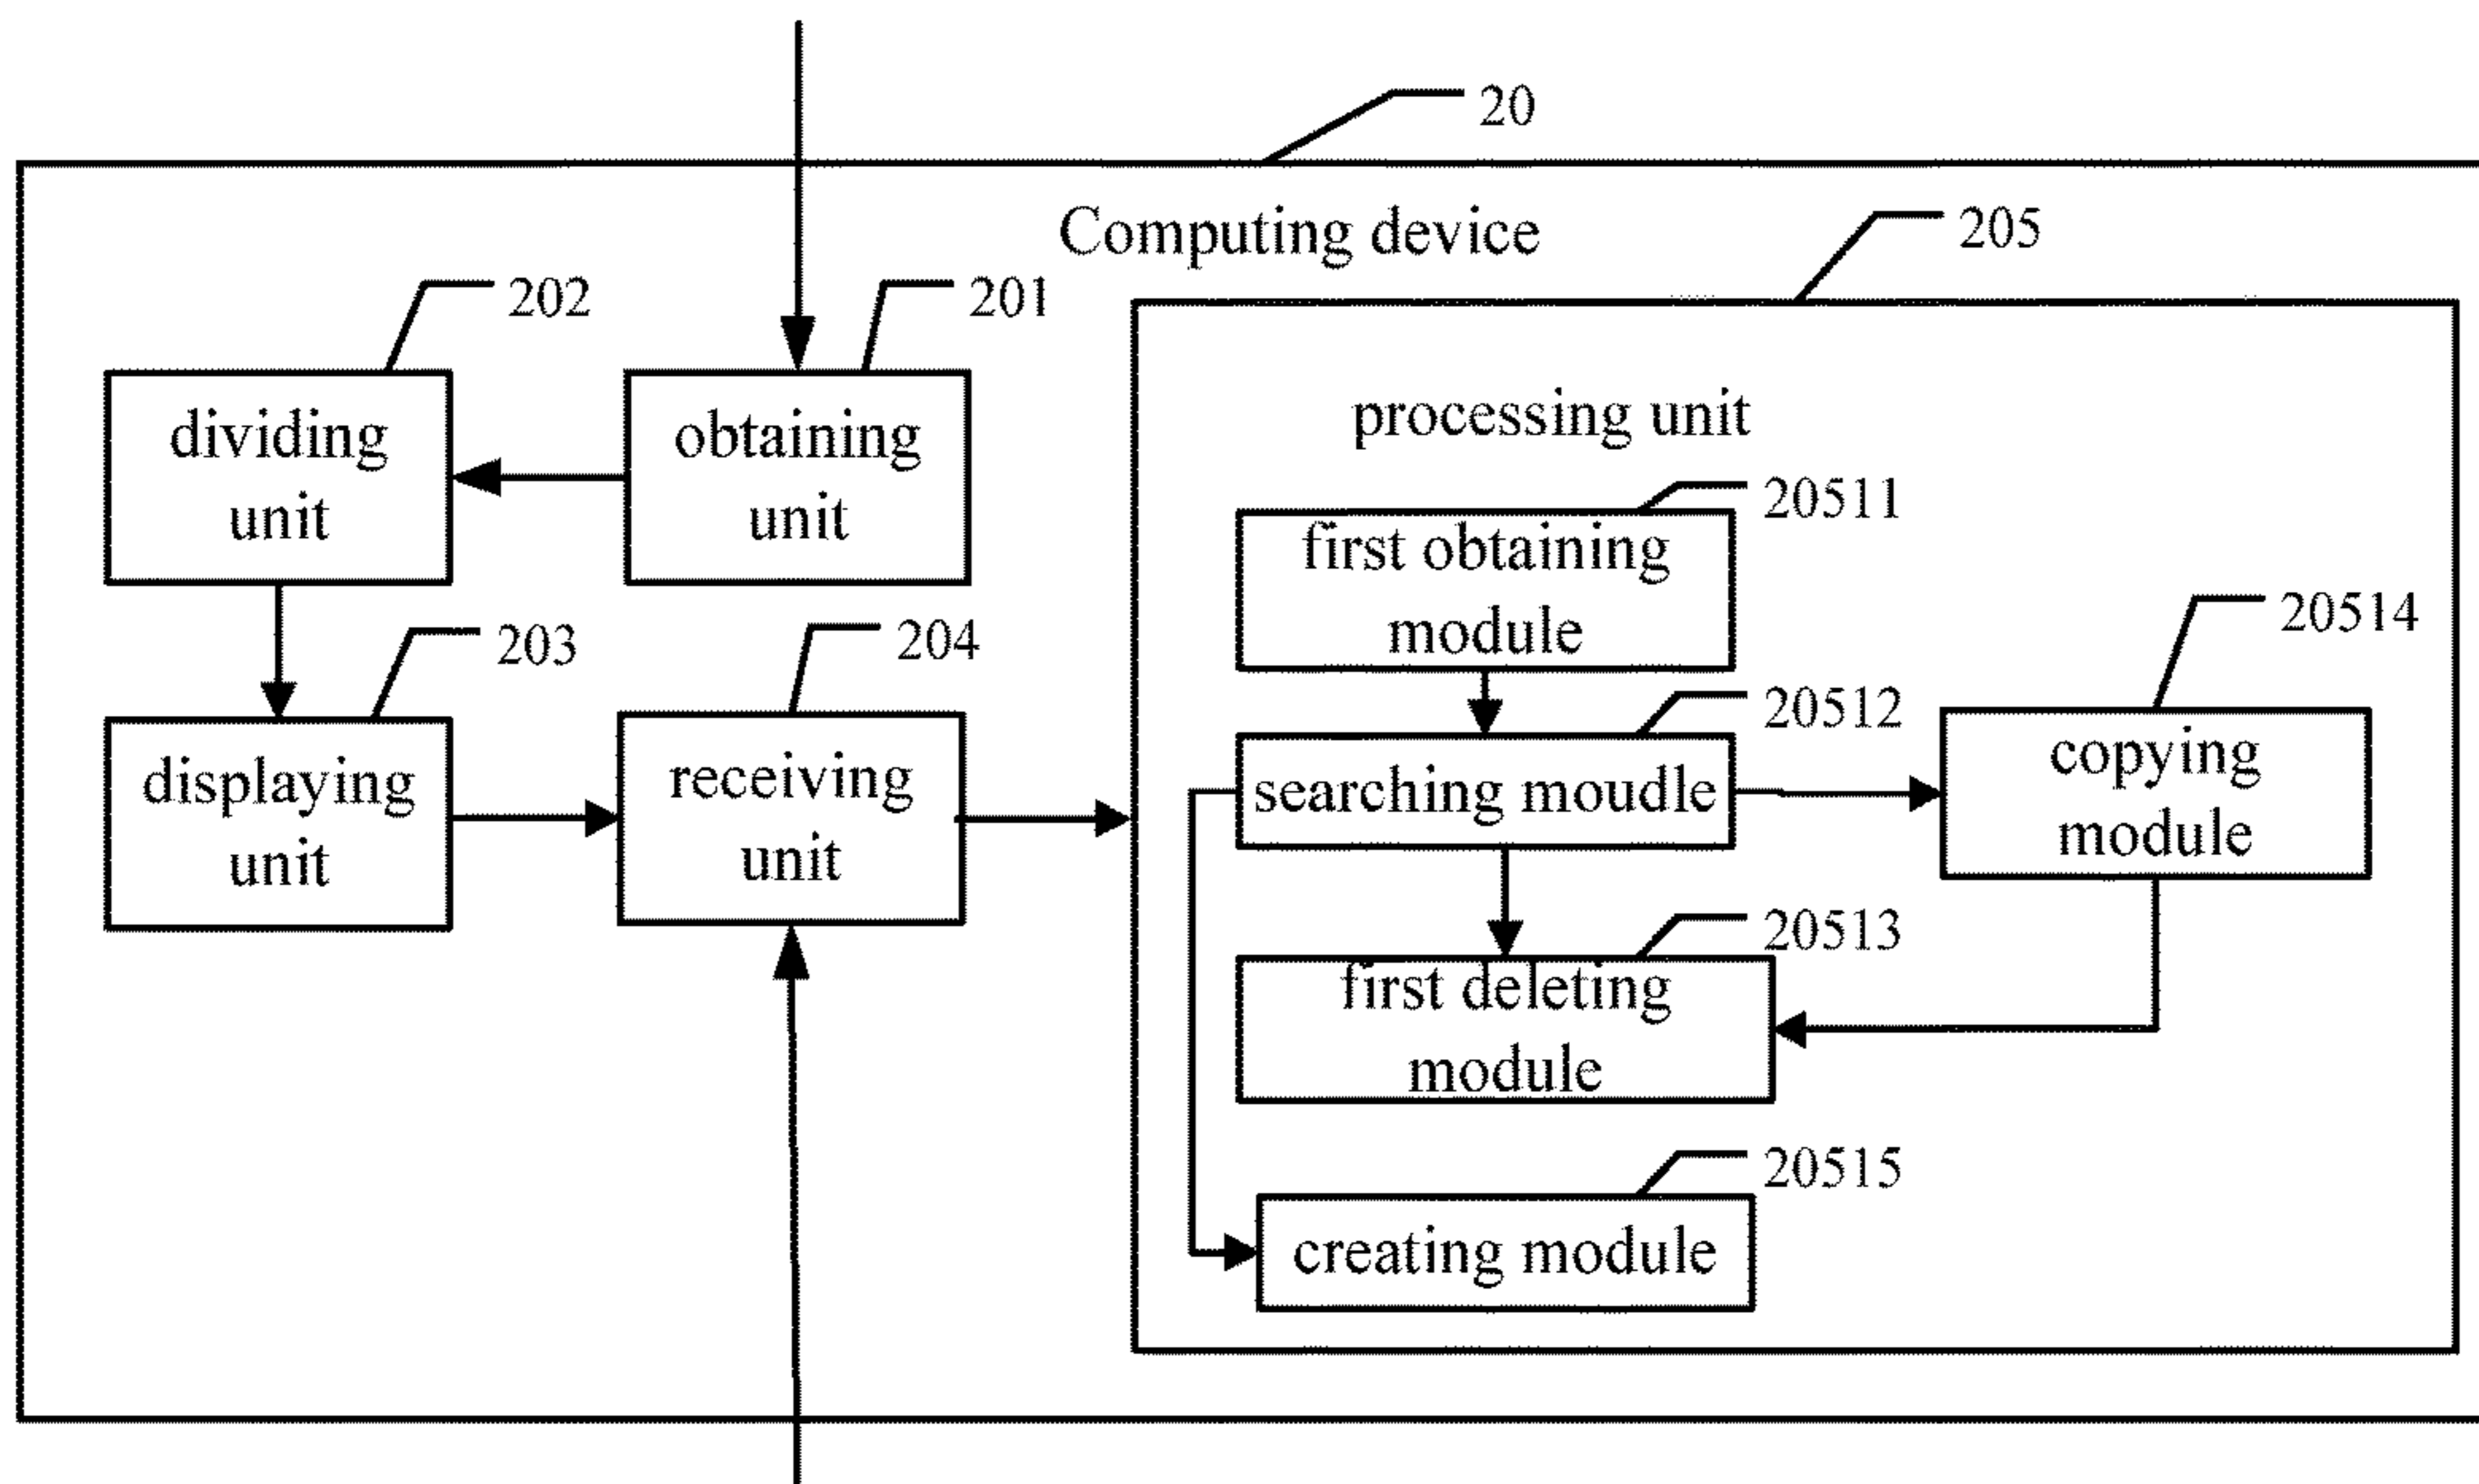 20
Computing device
205
202
201
dividing
unit
obtaining
unit
processing unit
20511
first obtaining
module
20514
203
204
20512
displaying
unit
receiving
unit
searching moudle
copying
module
20513
first deleting
module
20515
creating module